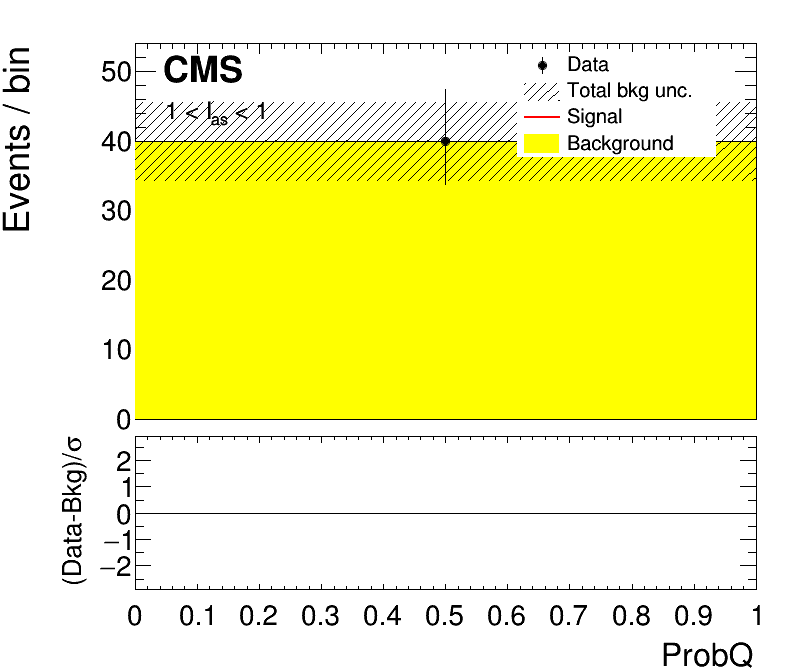 Events / bin
50
40
30
20
10
0
CMS
1 < I_as < 1
Data
Total bkg unc.
Signal
Background
(Data-Bkg)/σ
2
1
0
−1
−2
0 0.1 0.2 0.3 0.4 0.5 0.6 0.7 0.8 0.9 1
ProbQ